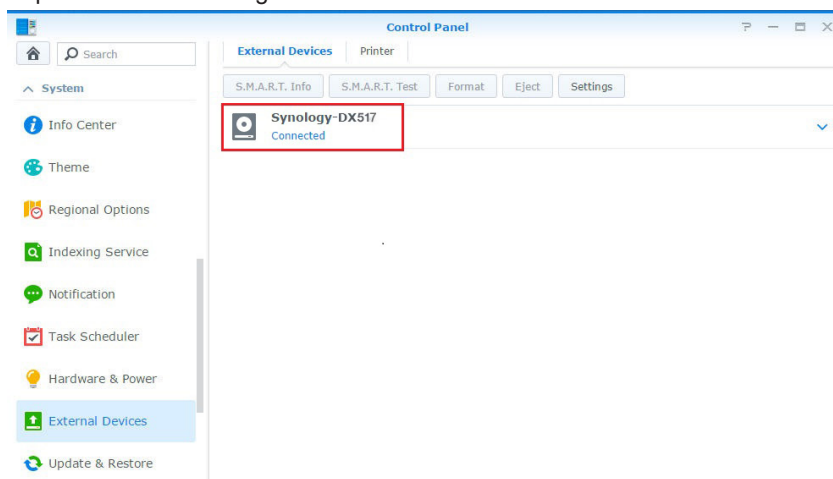 Control Panel
Search
External Devices Printer
System
S.M.A.R.T. Info S.M.A.R.T. Test Format Eject Settings
Synology-DX517
Connected
Info Center
Theme
Regional Options
Indexing Service
Notification
Task Scheduler
Hardware & Power
External Devices
Update & Restore